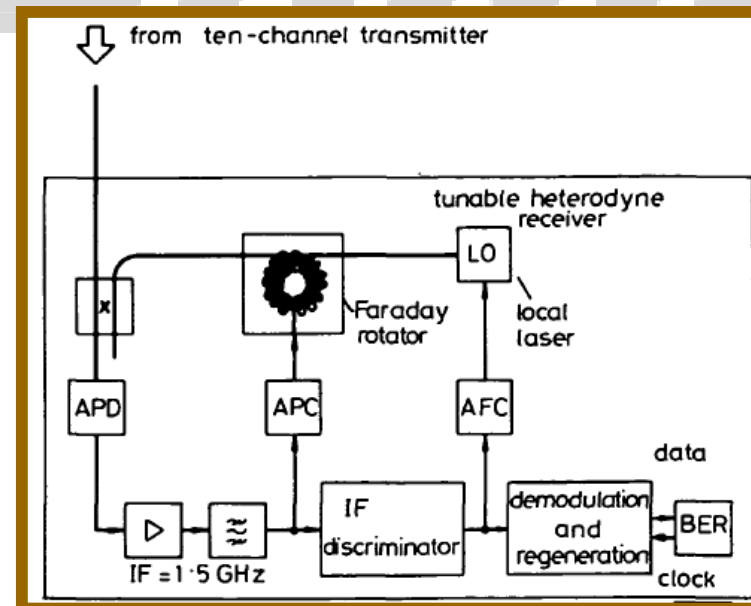 from ten-channel transmitter
tunable heterodyne
receiver
LO
x
Faraday
rotator
local
laser
APD
APC
AFC
data
IF
discriminator
demodulation
and
regeneration
BER
IF = 1·5 GHz
clock